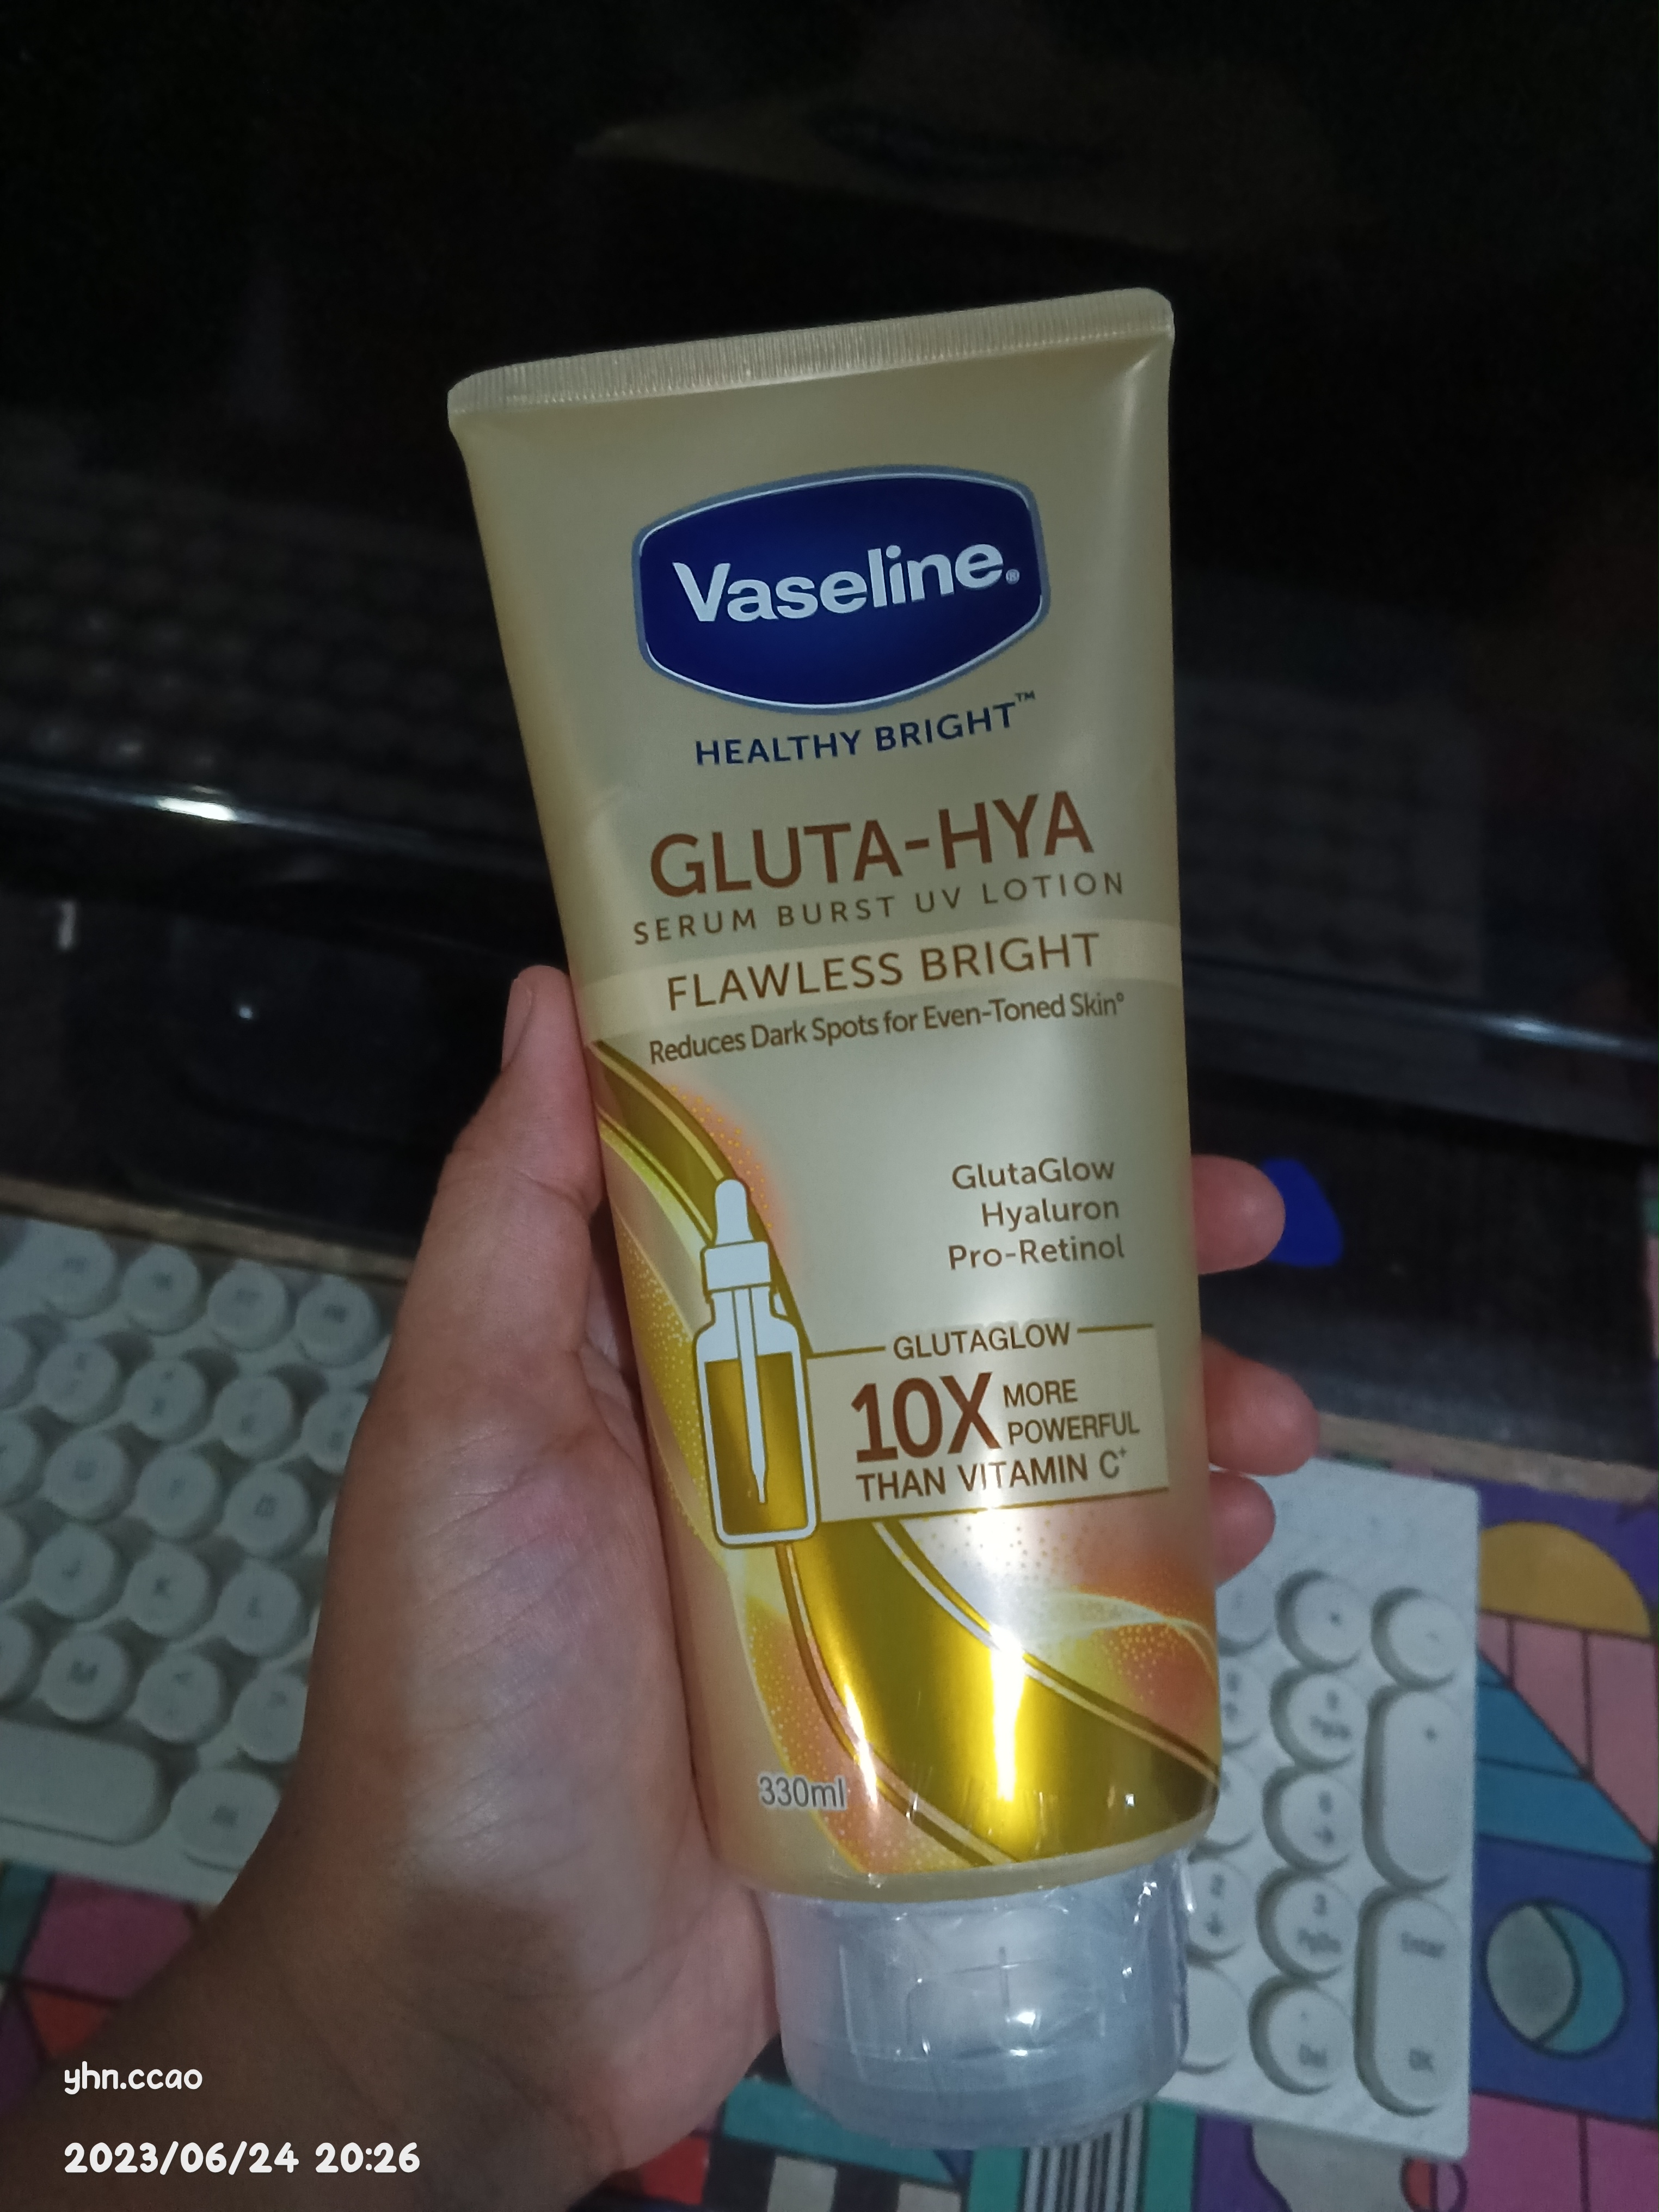 Vaseline®
HEALTHY BRIGHT™
GLUTA-HYA
SERUM BURST UV LOTION
FLAWLESS BRIGHT
Reduces Dark Spots for Even-Toned Skin°
GlutaGlow
Hyaluron
Pro-Retinol
GLUTAGLOW
10X MORE
POWERFUL
THAN VITAMIN C⁺
330ml
Enter
yhn.ccao
2023/06/24 20:26